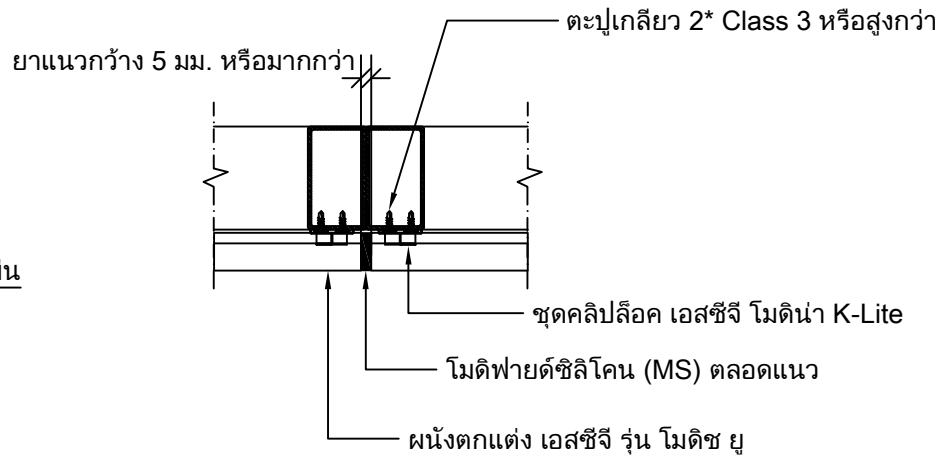 ตะปูเกลียว 2* Class 3 หรือสูงกว่า
ยาแนวกว้าง 5 มม. หรือมากกว่า
ชุดคลิปล็อค เอสซีจี โมดิน่า K-Lite
โมดิฟายด์ซิลิโคน (MS) ตลอดแนว
ผนังตกแต่ง เอสซีจี รุ่น โมดิช ยู